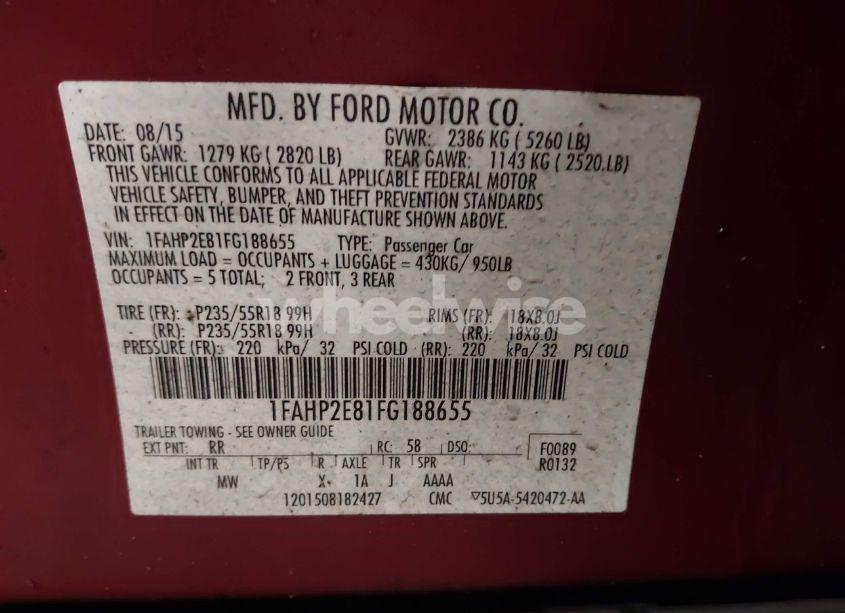 MFD. BY FORD MOTOR CO.
DATE: 08/15 GVWR: 2386 KG ( 5260 LB)
FRONT GAWR: 1279 KG ( 2820 LB) REAR GAWR: 1143 KG ( 2520.LB)
THIS VEHICLE CONFORMS TO ALL APPLICABLE FEDERAL MOTOR
VEHICLE SAFETY, BUMPER, AND THEFT PREVENTION STANDARDS
IN EFFECT ON THE DATE OF MANUFACTURE SHOWN ABOVE.
VIN: 1FAHP2E81FG188655 TYPE: Passenger Car
MAXIMUM LOAD = OCCUPANTS + LUGGAGE = 430KG/ 950LB
OCCUPANTS = 5 TOTAL; 2 FRONT, 3 REAR
wheelwise
TIRE (FR): P235/55R18 99H RIMS (FR): 18X8.0J
(RR): P235/55R18 99H (RR): 18X8.0J
PRESSURE (FR): 220 kPa/ 32 PSI COLD (RR): 220 kPa/ 32 PSI COLD
1FAHP2E81FG188655
TRAILER TOWING - SEE OWNER GUIDE
EXT PNT: RR RC: 58 DSO: F0089
INT TR TP/PS R AXLE TR SPR R0132
MW X 1A J AAAA
1201508182427 CMC 5U5A-5420472-AA